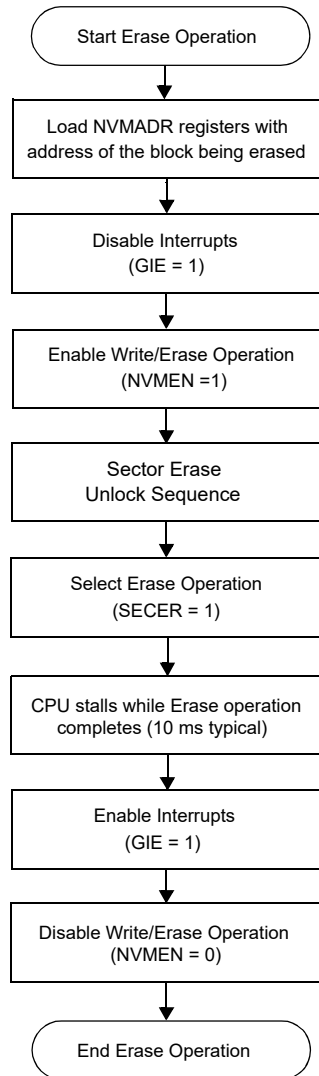 Start Erase Operation
Load NVMADR registers with
address of the block being erased
Disable Interrupts
(GIE = 1)
Enable Write/Erase Operation
(NVMEN =1)
Sector Erase
Unlock Sequence
Select Erase Operation
(SECER = 1)
CPU stalls while Erase operation
completes (10 ms typical)
Enable Interrupts
(GIE = 1)
Disable Write/Erase Operation
(NVMEN = 0)
End Erase Operation